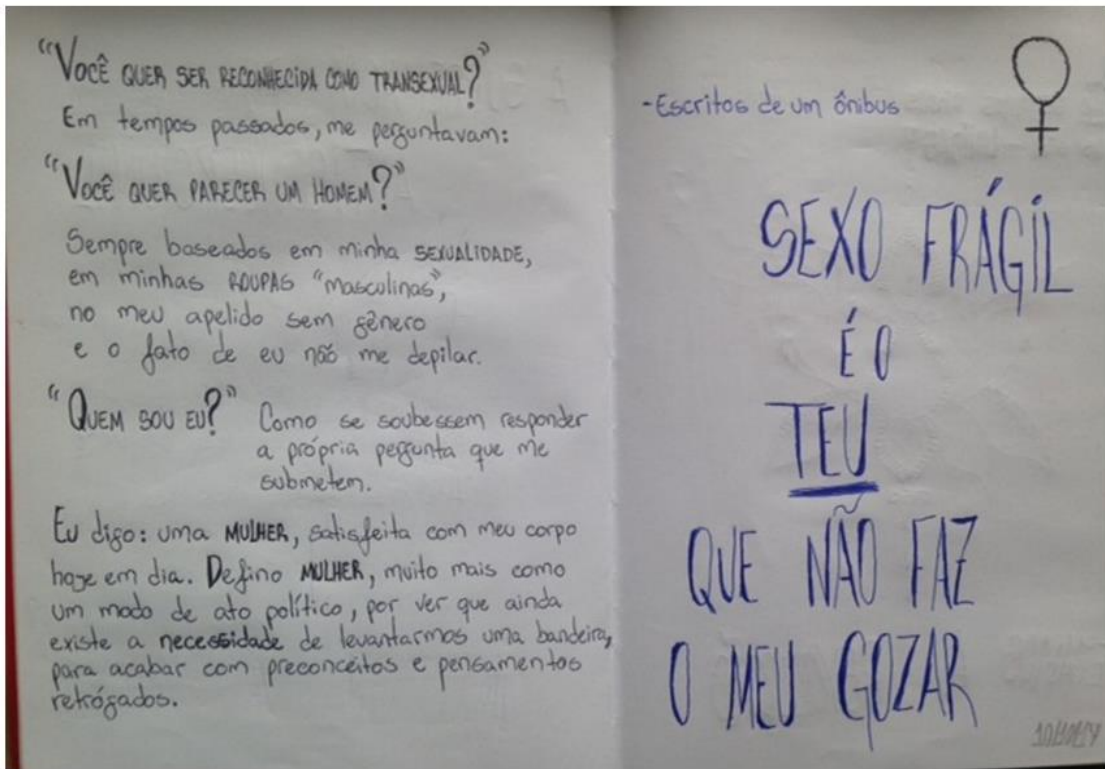 “VOCÊ QUER SER RECONHECIDA COMO TRANSEXUAL?”
Em tempos passados, me perguntavam:
“VOCÊ QUER PARECER UM HOMEM?”
Sempre baseados em minha SEXUALIDADE,
em minhas ROUPAS “masculinas”,
no meu apelido sem gênero
e o fato de eu não me depilar.
“QUEM SOU EU?” Como se soubessem responder
a própria pergunta que me
submetem.
Eu digo: uma MULHER, satisfeita com meu corpo
hoje em dia. Defino MULHER, muito mais como
um modo de ato político, por ver que ainda
existe a necessidade de levantarmos uma bandeira,
para acabar com preconceitos e pensamentos
retrógados.
-Escritos de um ônibus
SEXO FRÁGIL
É O
TEU
QUE NÃO FAZ
O MEU GOZAR